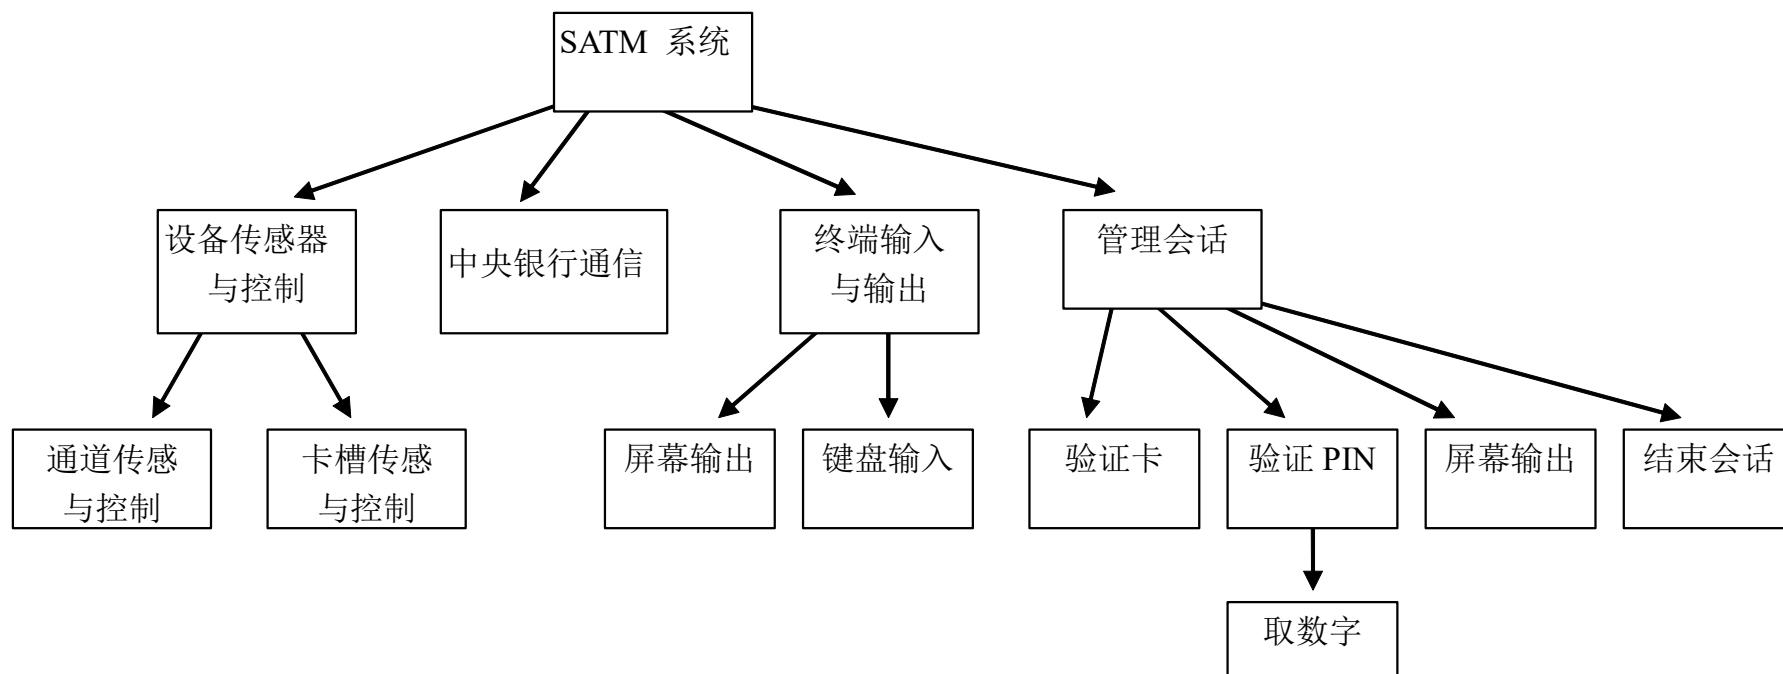 SATM 系统
设备传感器
与控制
中央银行通信
终端输入
与输出
管理会话
通道传感
与控制
卡槽传感
与控制
屏幕输出
键盘输入
验证卡
验证 PIN
屏幕输出
结束会话
取数字